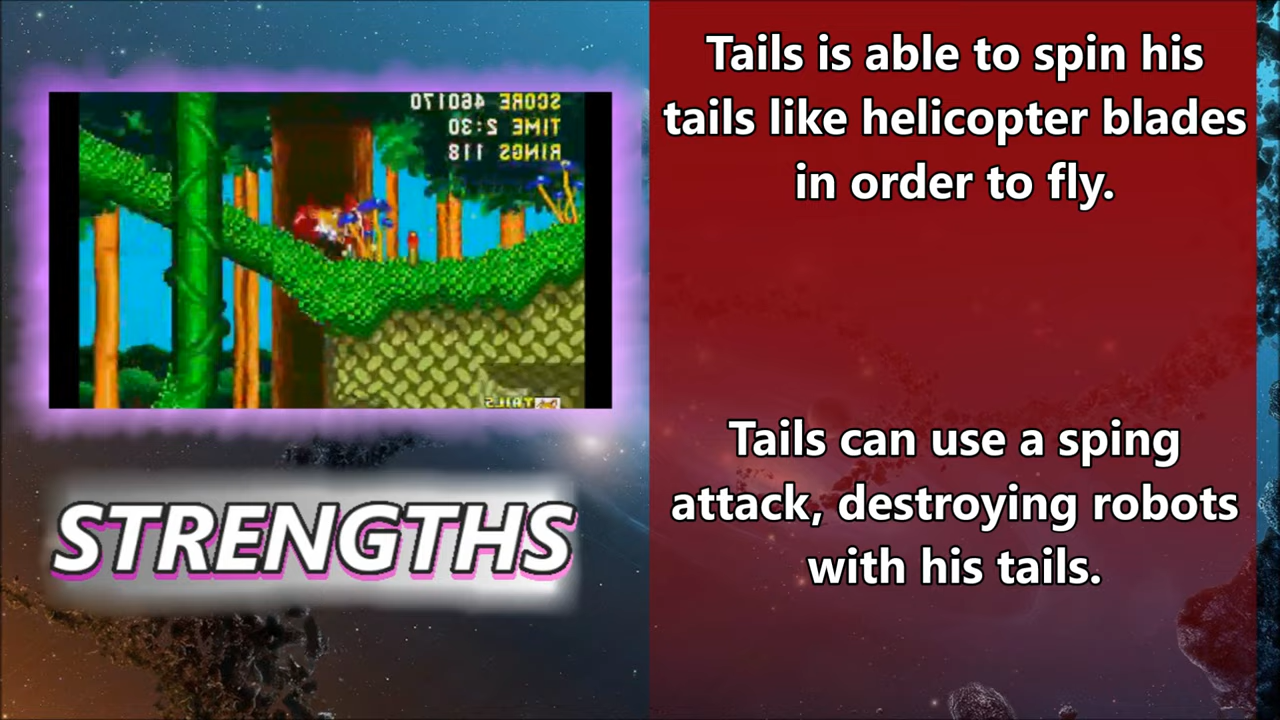 SCORE 460170
TIME 2:30
RINGS 118
TAILS
STRENGTHS
Tails is able to spin his
tails like helicopter blades
in order to fly.
Tails can use a sping
attack, destroying robots
with his tails.